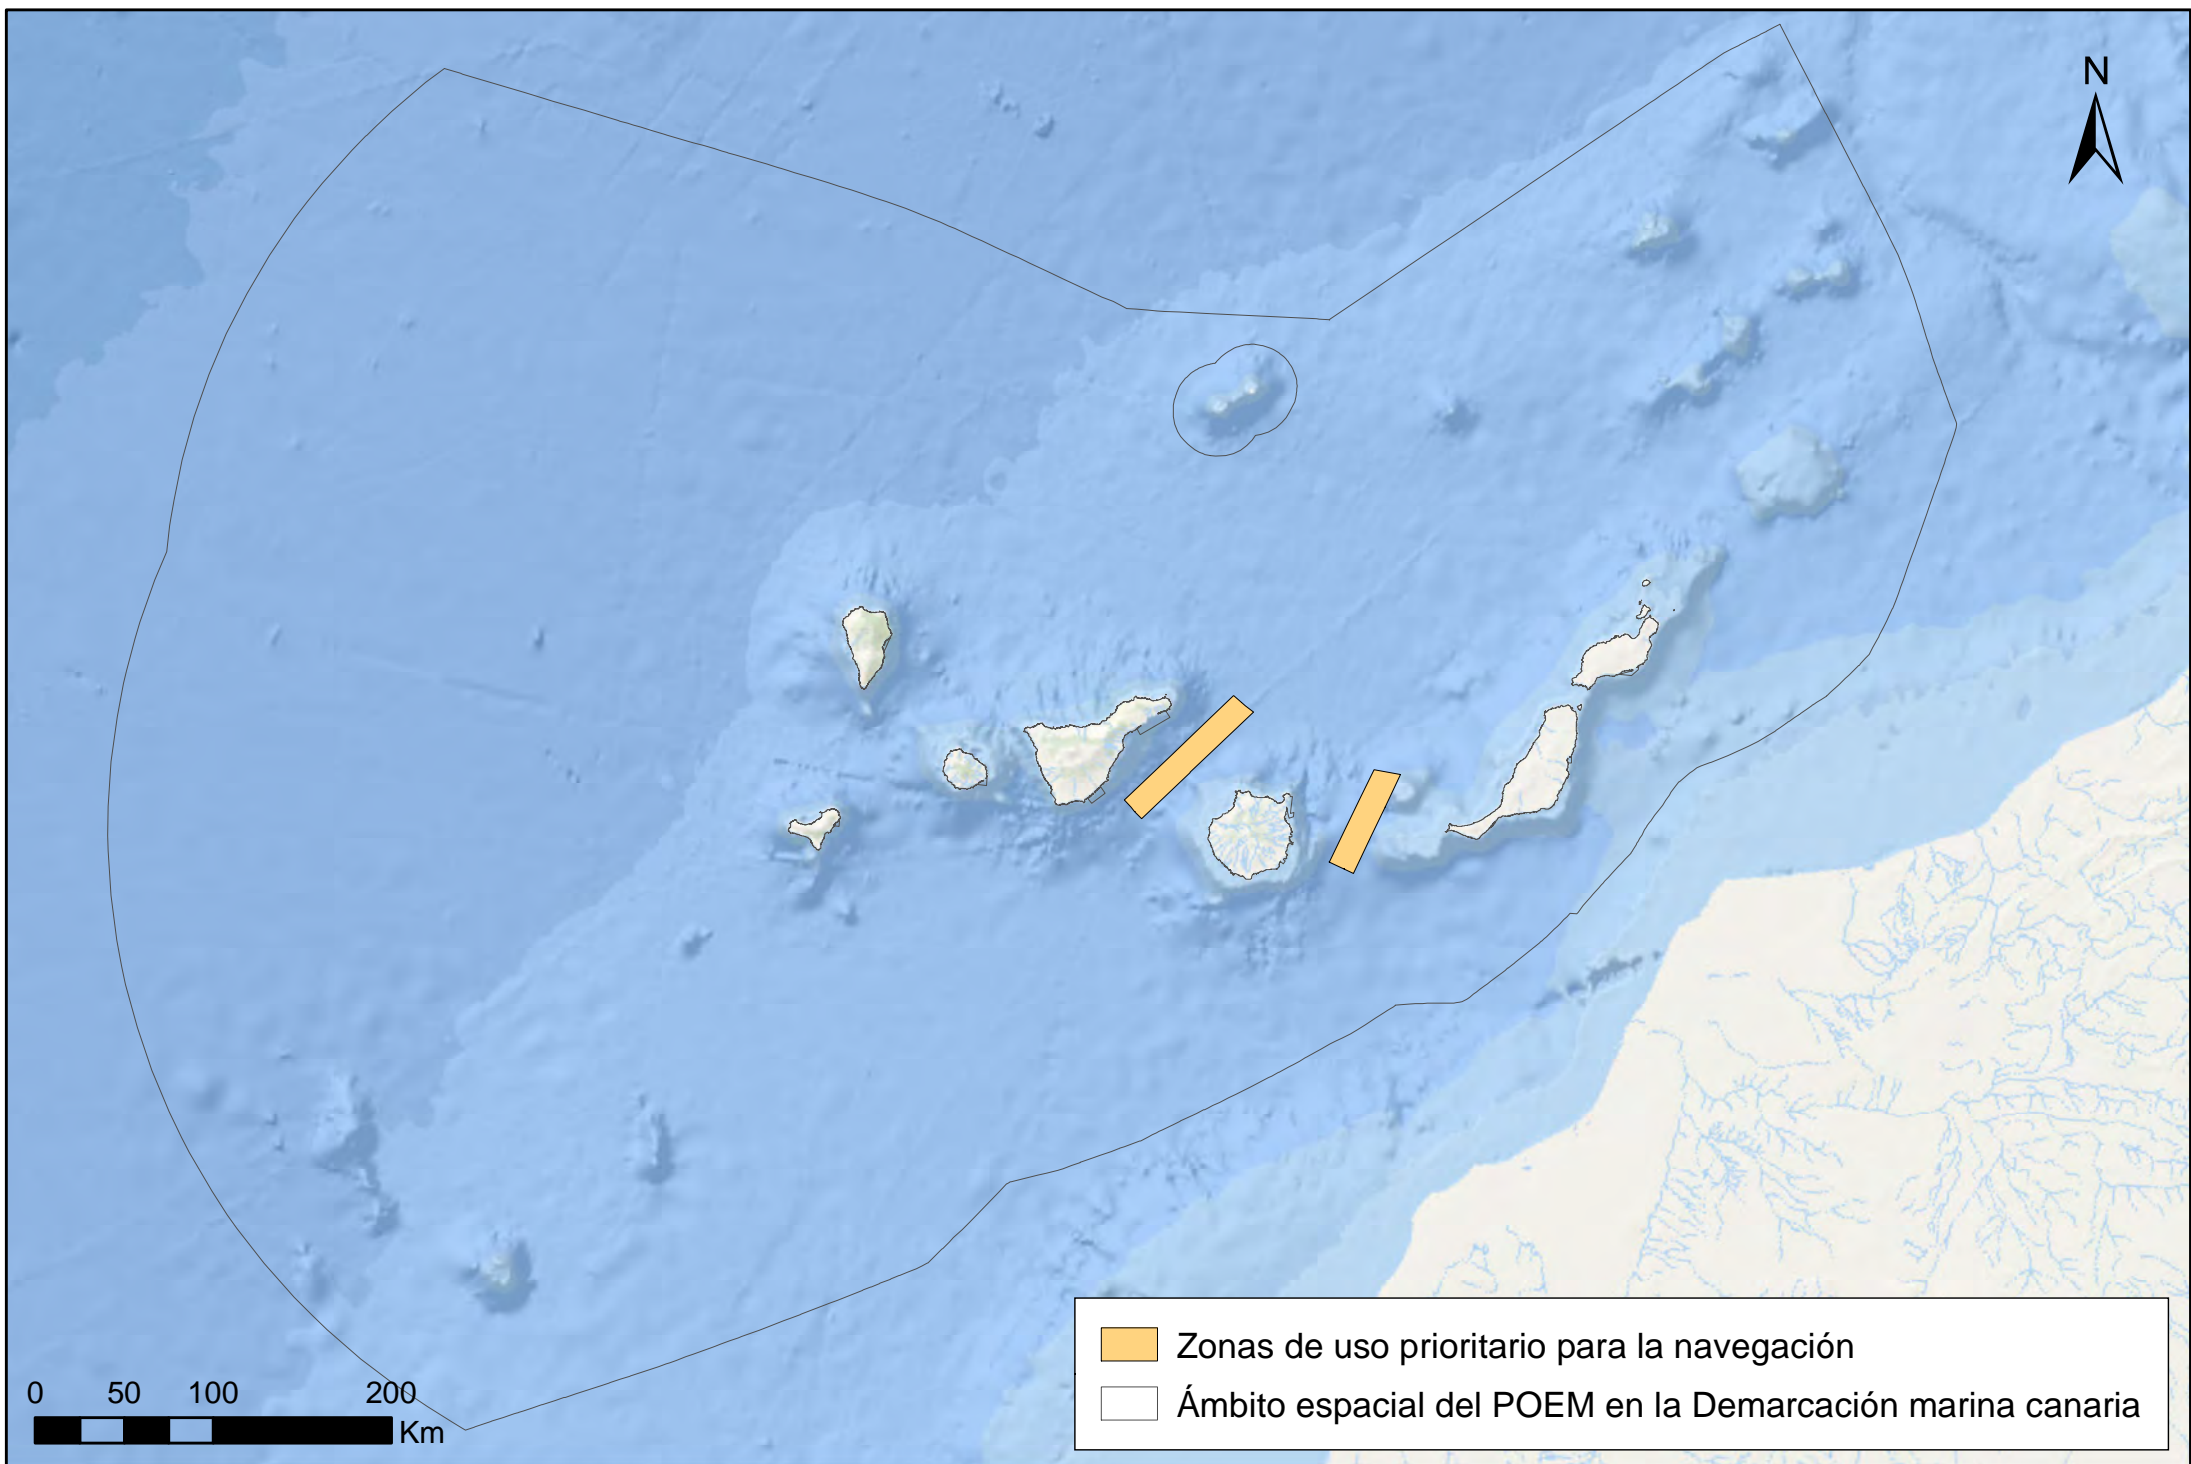 N
Zonas de uso prioritario para la navegación
Ámbito espacial del POEM en la Demarcación marina canaria
0 50 100 200
Km